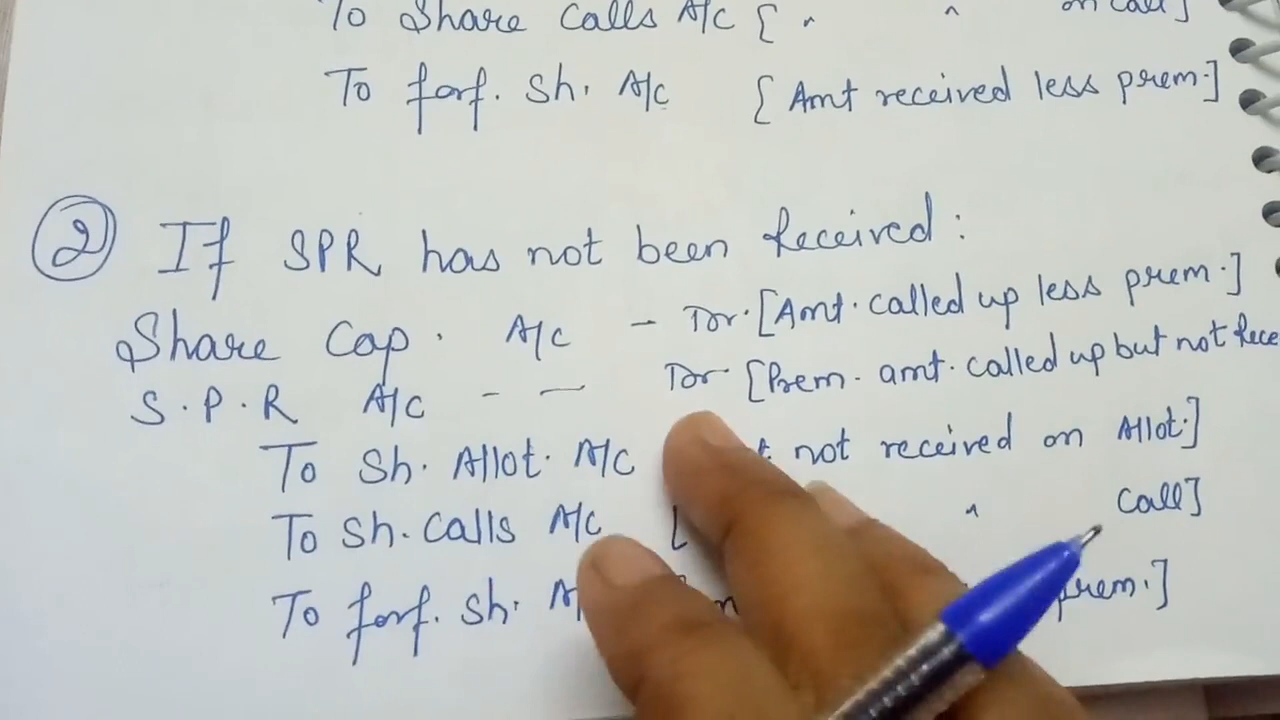 To Share Calls A/c [ " " on call]
To forf. Sh. A/c [Amt received less prem.]
② If SPR has not been Received:
Share Cap. A/c - Dr. [Amt. called up less prem.]
S.P.R A/c - - Dr [Prem. amt. called up but not
To Sh. Allot. A/c not received on Allot.]
To Sh. Calls A/c [ " Call]
To forf. Sh. prem.]